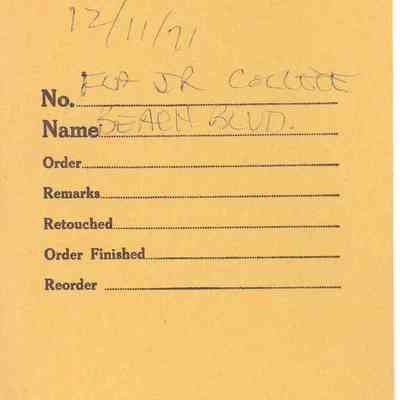 12/11/71
FLA JR COLLEGE
No.
Name BEACH BLVD.
Order
Remarks
Retouched
Order Finished
Reorder